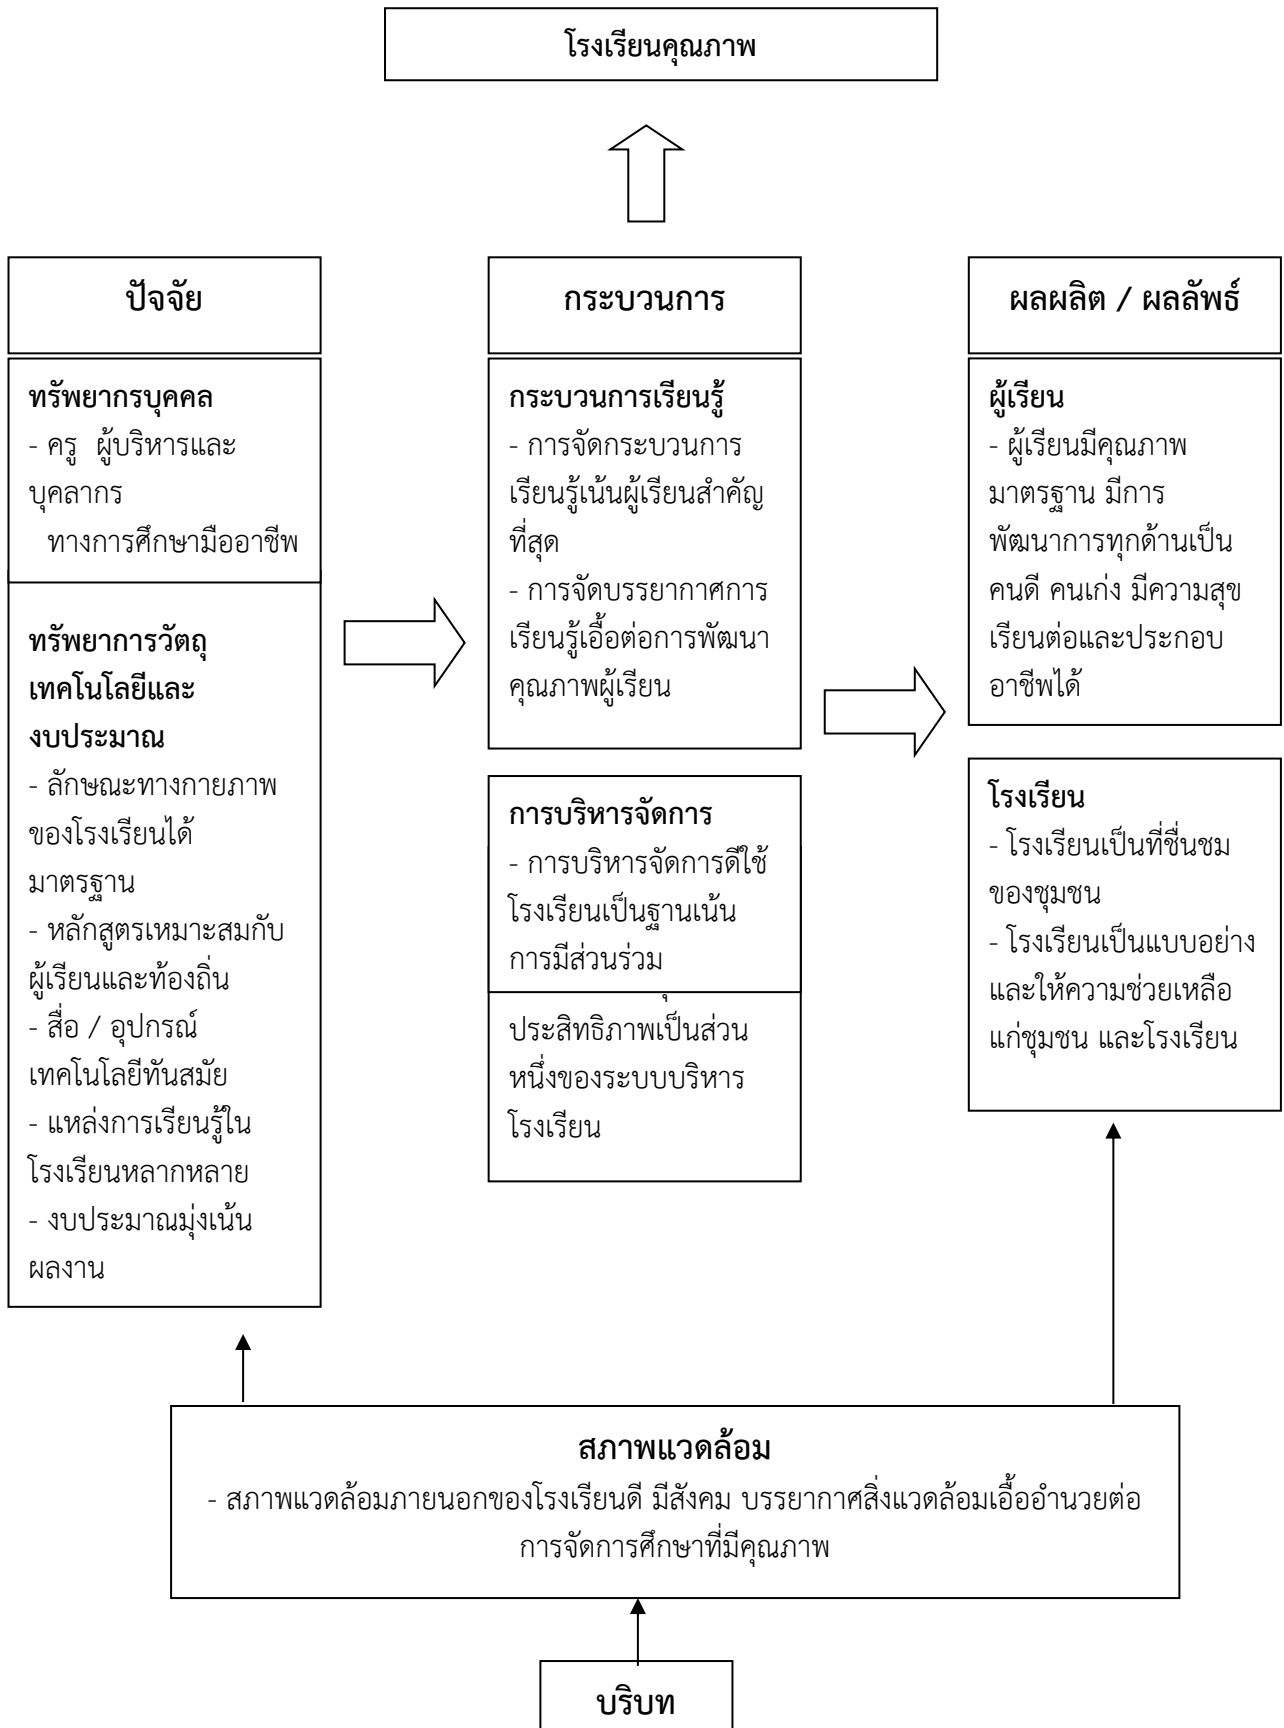 โรงเรียนคุณภาพ
ปัจจัย
ทรัพยากรบุคคล
- ครู ผู้บริหารและ
บุคลากร
ทางการศึกษามืออาชีพ
ทรัพยาการวัตถุ
เทคโนโลยีและ
งบประมาณ
- ลักษณะทางกายภาพ
ของโรงเรียนได้
มาตรฐาน
- หลักสูตรเหมาะสมกับ
ผู้เรียนและท้องถิ่น
- สื่อ / อุปกรณ์
เทคโนโลยีทันสมัย
- แหล่งการเรียนรู้ใน
โรงเรียนหลากหลาย
- งบประมาณมุ่งเน้น
ผลงาน
กระบวนการ
กระบวนการเรียนรู้
- การจัดกระบวนการ
เรียนรู้เน้นผู้เรียนสำคัญ
ที่สุด
- การจัดบรรยากาศการ
เรียนรู้เอื้อต่อการพัฒนา
คุณภาพผู้เรียน
การบริหารจัดการ
- การบริหารจัดการดีใช้
โรงเรียนเป็นฐานเน้น
การมีส่วนร่วม
ประสิทธิภาพเป็นส่วน
หนึ่งของระบบบริหาร
โรงเรียน
ผลผลิต / ผลลัพธ์
ผู้เรียน
- ผู้เรียนมีคุณภาพ
มาตรฐาน มีการ
พัฒนาการทุกด้านเป็น
คนดี คนเก่ง มีความสุข
เรียนต่อและประกอบ
อาชีพได้
โรงเรียน
- โรงเรียนเป็นที่ชื่นชม
ของชุมชน
- โรงเรียนเป็นแบบอย่าง
และให้ความช่วยเหลือ
แก่ชุมชน และโรงเรียน
สภาพแวดล้อม
- สภาพแวดล้อมภายนอกของโรงเรียนดี มีสังคม บรรยากาศสิ่งแวดล้อมเอื้ออำนวยต่อ
การจัดการศึกษาที่มีคุณภาพ
บริบท